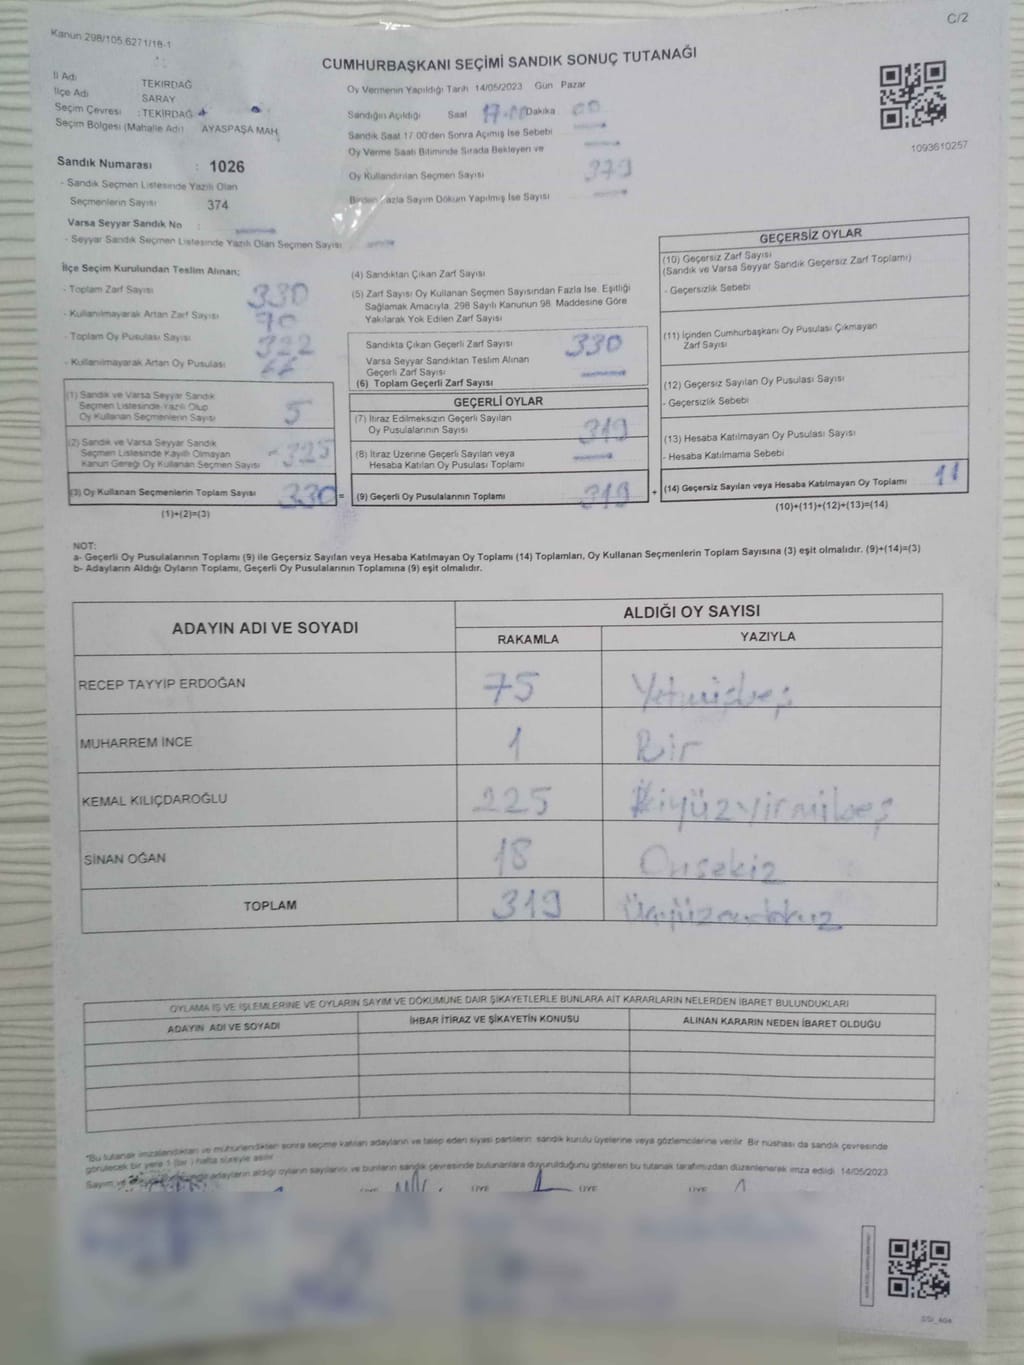 C/2
Kanun 298/105 6271/18-1
CUMHURBAŞKANI SEÇİMİ SANDIK SONUÇ TUTANAĞI
İl Adı : TEKİRDAĞ
İlçe Adı : SARAY
Seçim Çevresi : TEKİRDAĞ
Seçim Bölgesi (Mahalle Adı) : AYASPAŞA MAH.
Sandık Numarası : 1026
- Sandık Seçmen Listesinde Yazılı Olan
Seçmenlerin Sayısı : 374
Varsa Seyyar Sandık No :
- Seyyar Sandık Seçmen Listesinde Yazılı Olan Seçmen Sayısı
Oy Vermenin Yapıldığı Tarih 14/05/2023 Gün Pazar
Sandığın Açıldığı Saat 17.00 Dakika 00
Sandık Saat 17.00'den Sonra Açılmış İse Sebebi
Oy Verme Saati Bitiminde Sırada Bekleyen ve
Oy Kullandırılan Seçmen Sayısı
Birden Fazla Sayım Döküm Yapılmış İse Sayısı
1093610257
İlçe Seçim Kurulundan Teslim Alınan;
- Toplam Zarf Sayısı 330
- Kullanılmayarak Artan Zarf Sayısı 70
- Toplam Oy Pusulası Sayısı 322
- Kullanılmayarak Artan Oy Pusulası
(1) Sandık ve Varsa Seyyar Sandık
Seçmen Listesinde Yazılı Olup
Oy Kullanan Seçmenlerin Sayısı 5
(2) Sandık ve Varsa Seyyar Sandık
Seçmen Listesinde Kayıtlı Olmayan
Kanun Gereği Oy Kullanan Seçmen Sayısı 325
(3) Oy Kullanan Seçmenlerin Toplam Sayısı 330 =
(1)+(2)=(3)
(4) Sandıktan Çıkan Zarf Sayısı
(5) Zarf Sayısı Oy Kullanan Seçmen Sayısından Fazla İse, Eşitliği
Sağlamak Amacıyla, 298 Sayılı Kanunun 98. Maddesine Göre
Yakılarak Yok Edilen Zarf Sayısı
Sandıkta Çıkan Geçerli Zarf Sayısı 330
Varsa Seyyar Sandıktan Teslim Alınan
Geçerli Zarf Sayısı
(6) Toplam Geçerli Zarf Sayısı
GEÇERLİ OYLAR
(7) İtiraz Edilmeksizin Geçerli Sayılan
Oy Pusulalarının Sayısı 319
(8) İtiraz Üzerine Geçerli Sayılan veya
Hesaba Katılan Oy Pusulası Toplamı
(9) Geçerli Oy Pusulalarının Toplamı 319 +
GEÇERSİZ OYLAR
(10) Geçersiz Zarf Sayısı
(Sandık ve Varsa Seyyar Sandık Geçersiz Zarf Toplamı)
- Geçersizlik Sebebi
(11) İçinden Cumhurbaşkanı Oy Pusulası Çıkmayan
Zarf Sayısı
(12) Geçersiz Sayılan Oy Pusulası Sayısı
- Geçersizlik Sebebi
(13) Hesaba Katılmayan Oy Pusulası Sayısı
- Hesaba Katılmama Sebebi
(14) Geçersiz Sayılan veya Hesaba Katılmayan Oy Toplamı 11
(10)+(11)+(12)+(13)=(14)
NOT:
a- Geçerli Oy Pusulalarının Toplamı (9) ile Geçersiz Sayılan veya Hesaba Katılmayan Oy Toplamı (14) Toplamları, Oy Kullanan Seçmenlerin Toplam Sayısına (3) eşit olmalıdır. (9)+(14)=(3)
b- Adayların Aldığı Oyların Toplamı, Geçerli Oy Pusulalarının Toplamına (9) eşit olmalıdır.
ADAYIN ADI VE SOYADI ALDIĞI OY SAYISI
RAKAMLA YAZIYLA
RECEP TAYYİP ERDOĞAN 75 Yetmişbeş
MUHARREM İNCE 1 Bir
KEMAL KILIÇDAROĞLU 225 İkiyüzyirmibeş
SİNAN OĞAN 18 Onsekiz
TOPLAM 319 Üçyüzondokuz
OYLAMA İŞ VE İŞLEMLERİNE VE OYLARIN SAYIM VE DÖKÜMÜNE DAİR ŞİKAYETLERLE BUNLARA AİT KARARLARIN NELERDEN İBARET BULUNDUKLARI
ADAYIN ADI VE SOYADI İHBAR İTİRAZ VE ŞİKAYETİN KONUSU ALINAN KARARIN NEDEN İBARET OLDUĞU
"Bu tutanak imzalandıktan ve mühürlendikten sonra seçime katılan adayların ve talep eden siyasi partilerin sandık kurulu üyelerine veya gözlemcilerine verilir. Bir nüshası da sandık çevresinde
görülecek bir yere 1 (bir) hafta süreyle asılır
Sayım ve adayların aldığı oyların sayılarını ve bunların sandık çevresinde bulunanlara duyurulduğunu gösteren bu tutanak tarafımızdan düzenlenerek imza edildi. 14/05/2023
ÜYE ÜYE ÜYE ÜYE